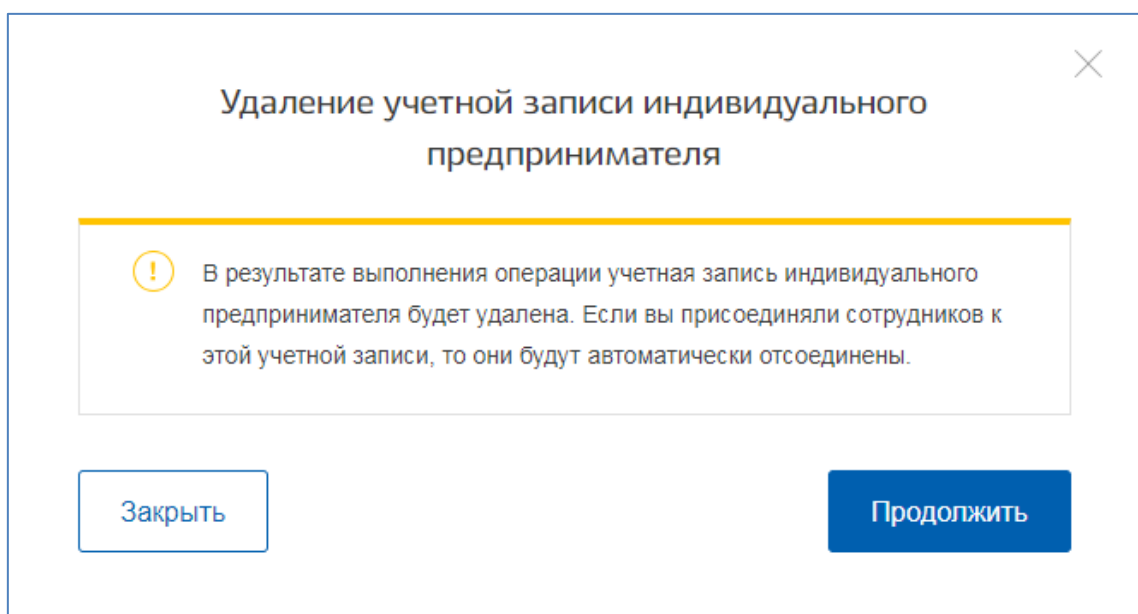 Удаление учетной записи индивидуального
предпринимателя
В результате выполнения операции учетная запись индивидуального
предпринимателя будет удалена. Если вы присоединяли сотрудников к
этой учетной записи, то они будут автоматически отсоединены.
Закрыть
Продолжить